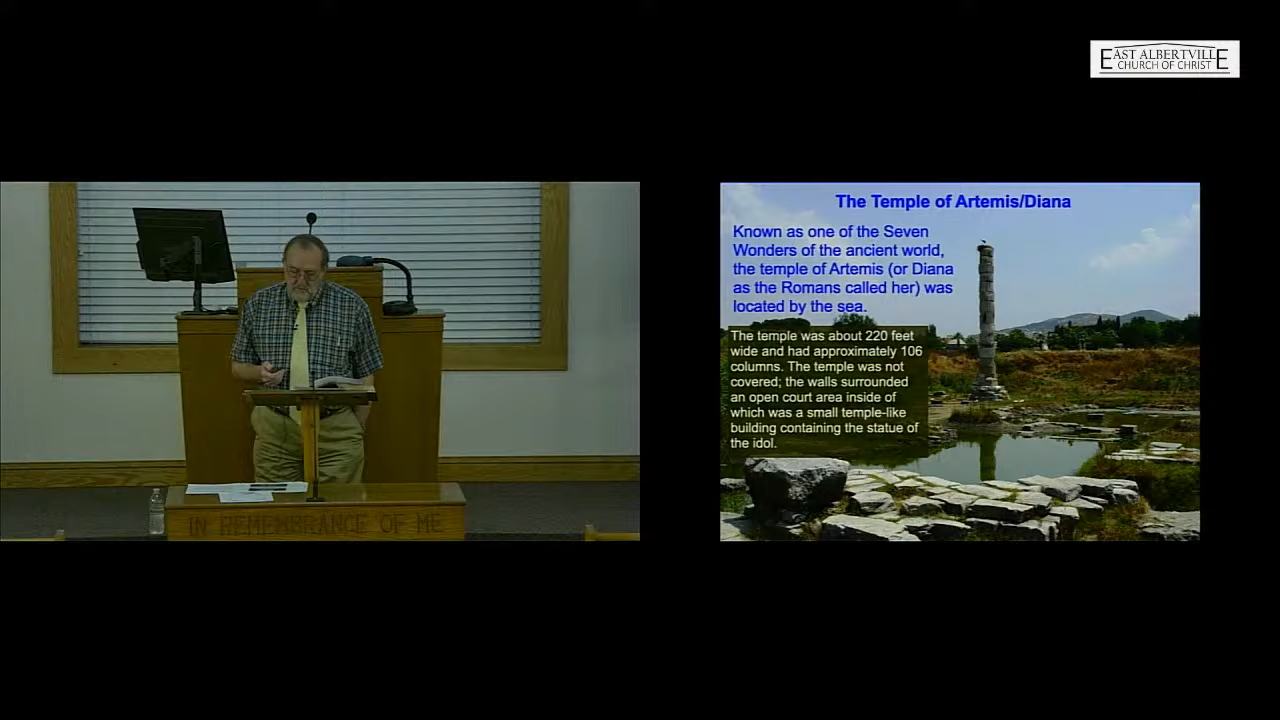 EAST ALBERTVILLE
CHURCH OF CHRIST
The Temple of Artemis/Diana
Known as one of the Seven
Wonders of the ancient world,
the temple of Artemis (or Diana
as the Romans called her) was
located by the sea.
The temple was about 220 feet
wide and had approximately 106
columns. The temple was not
covered; the walls surrounded
an open court area inside of
which was a small temple-like
building containing the statue of
the idol.
IN REMEMBRANCE OF ME